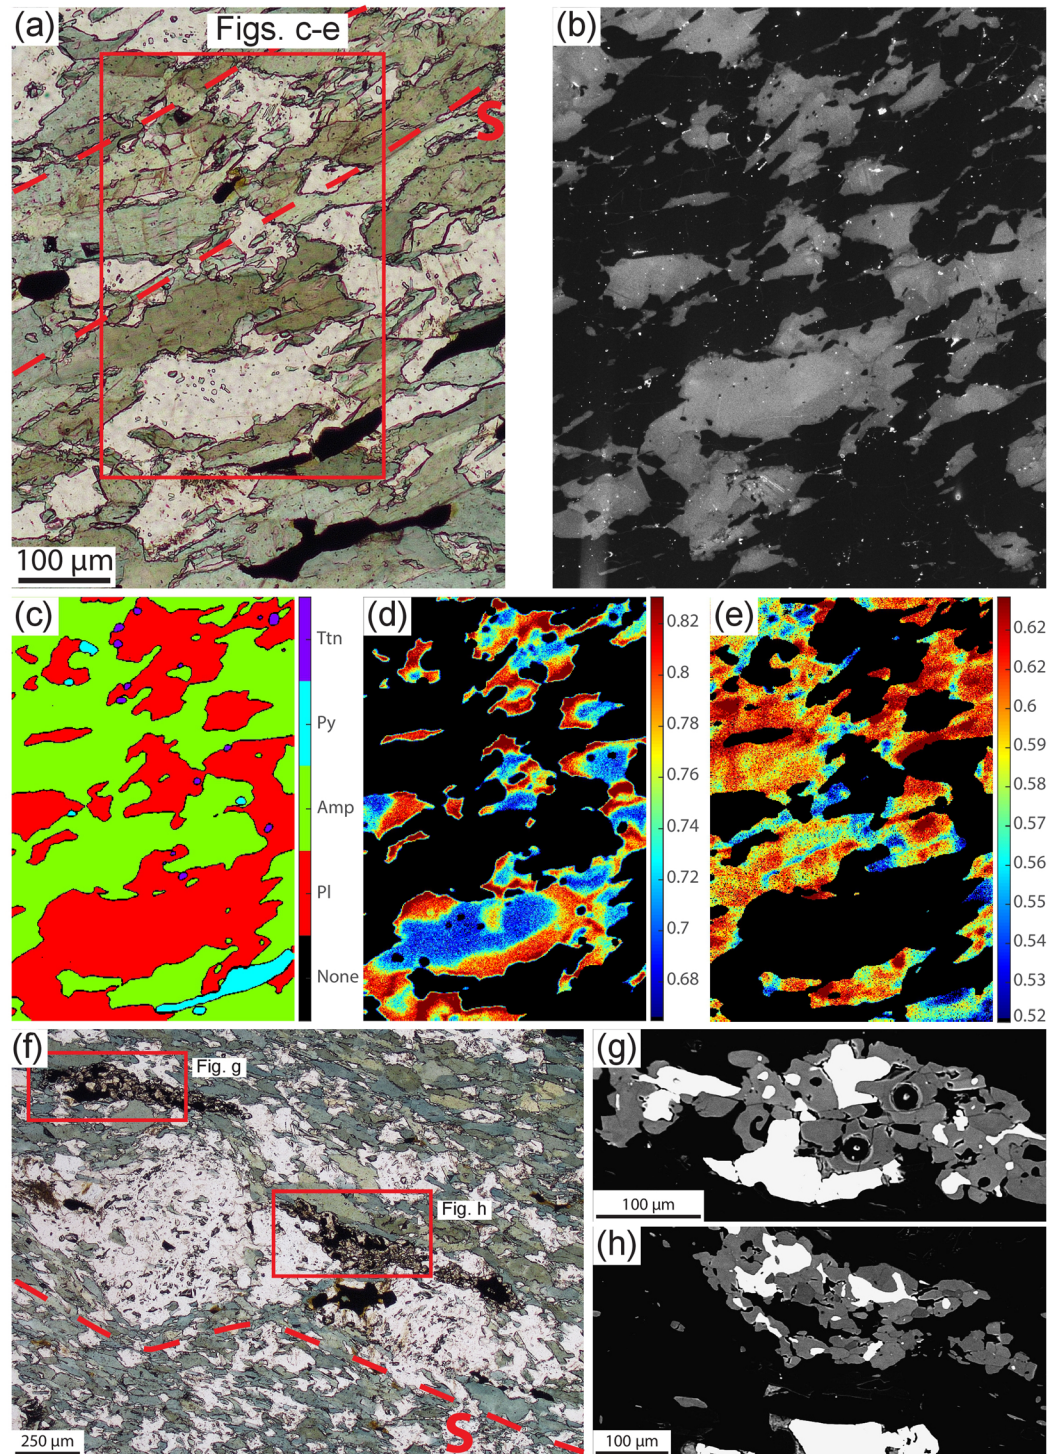 (a)
Figs. c-e
S
100 µm
(b)
(c)
Ttn
Py
Amp
Pl
None
(d)
0.82
0.8
0.78
0.76
0.74
0.72
0.7
0.68
(e)
0.62
0.62
0.6
0.59
0.58
0.57
0.56
0.55
0.54
0.53
0.52
(f)
Fig. g
Fig. h
S
250 µm
(g)
100 µm
(h)
100 µm